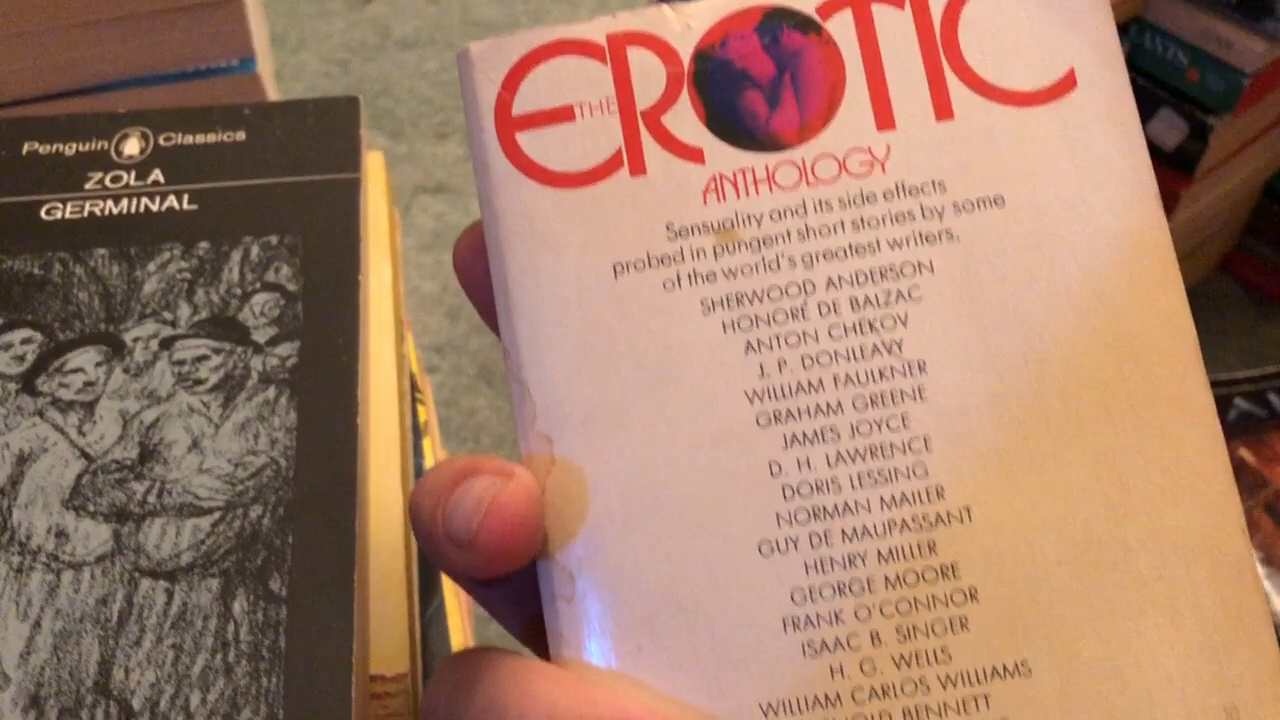 Penguin Classics
ZOLA
GERMINAL
THE EROTIC
ANTHOLOGY
Sensuality and its side effects
probed in pungent short stories by some
of the world's greatest writers.
SHERWOOD ANDERSON
HONORÉ DE BALZAC
ANTON CHEKOV
J. P. DONLEAVY
WILLIAM FAULKNER
GRAHAM GREENE
JAMES JOYCE
D. H. LAWRENCE
DORIS LESSING
NORMAN MAILER
GUY DE MAUPASSANT
HENRY MILLER
GEORGE MOORE
FRANK O'CONNOR
ISAAC B. SINGER
H. G. WELLS
WILLIAM CARLOS WILLIAMS
BENNETT